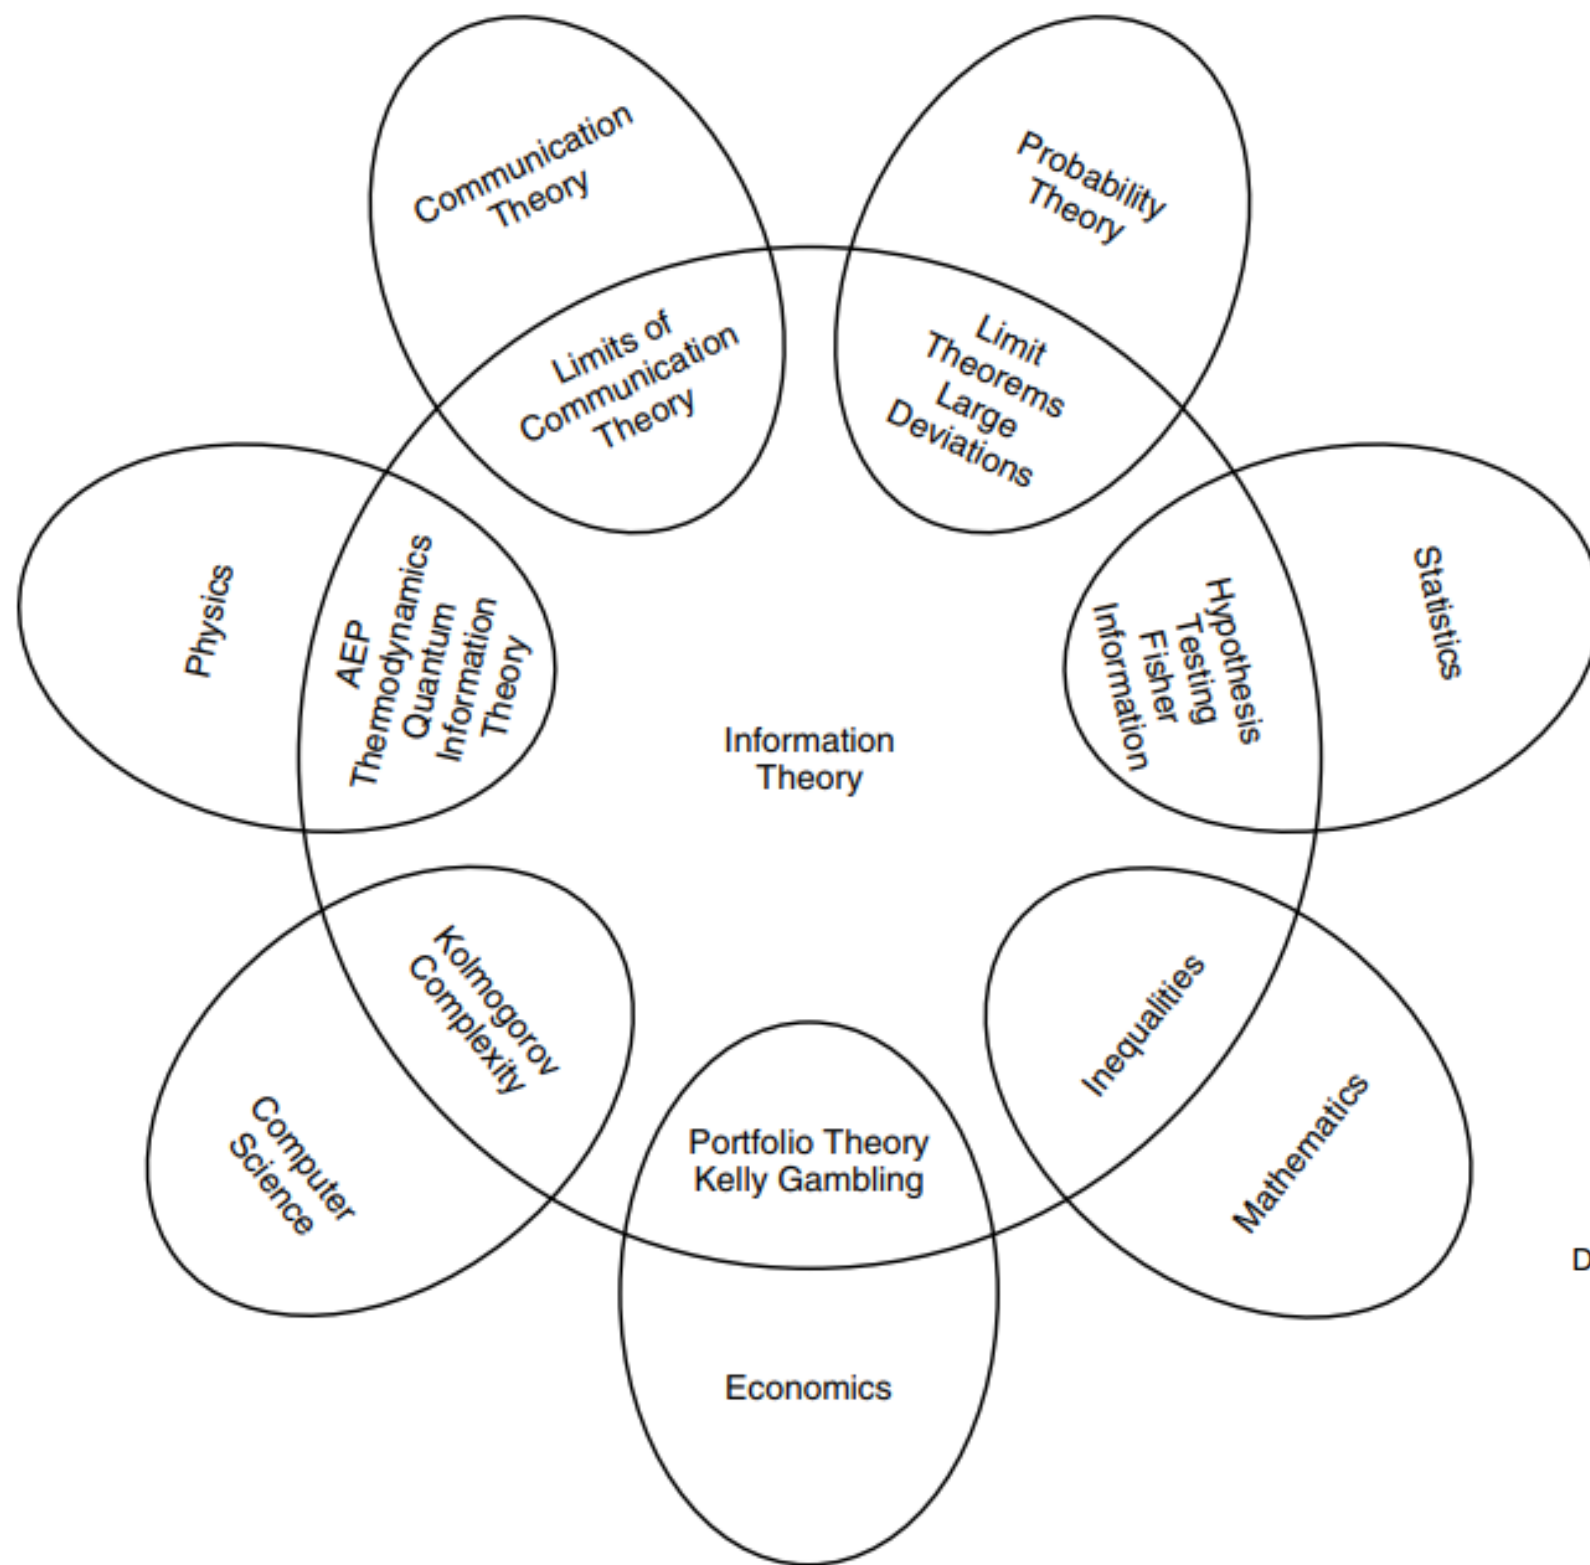 Communication
Theory
Probability
Theory
Limits of
Communication
Theory
Limit
Theorems
Large
Deviations
Physics
AEP
Thermodynamics
Quantum
Information
Theory
Information
Theory
Hypothesis
Testing
Fisher
Information
Statistics
Kolmogorov
Complexity
Computer
Science
Portfolio Theory
Kelly Gambling
Economics
Inequalities
Mathematics
D